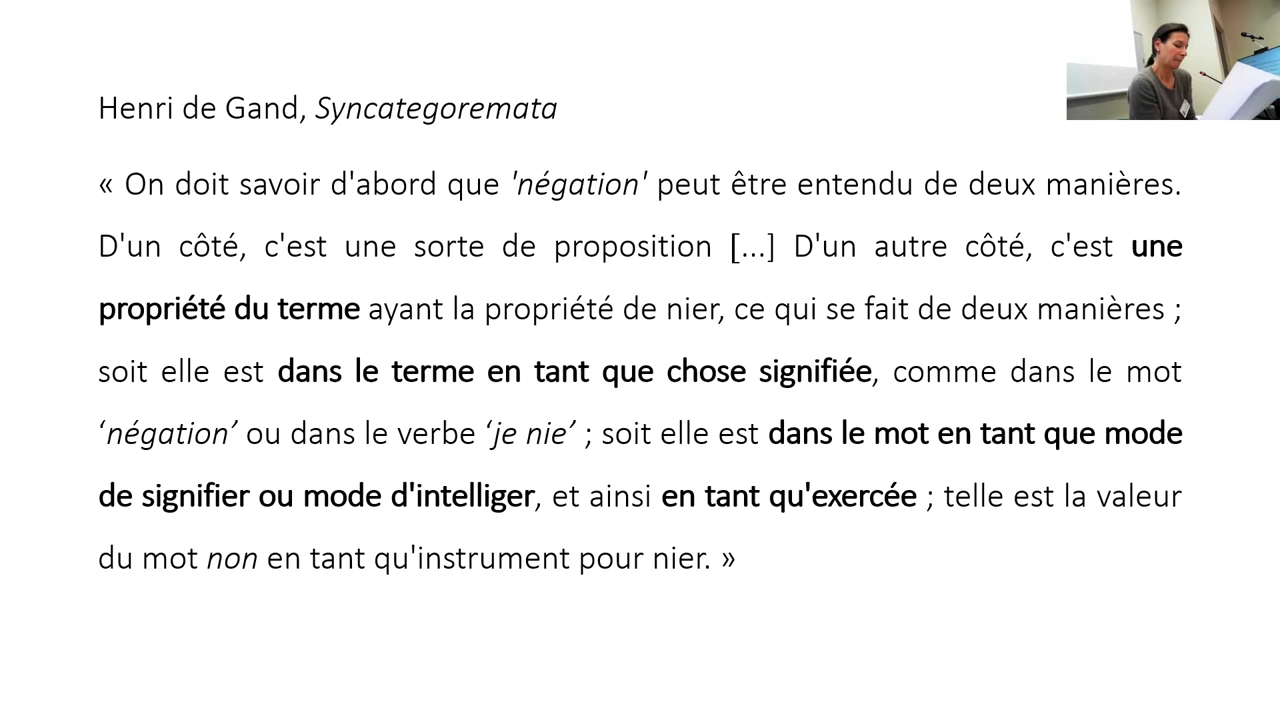 Henri de Gand, Syncategoremata
« On doit savoir d'abord que 'négation' peut être entendu de deux manières.
D'un côté, c'est une sorte de proposition [...] D'un autre côté, c'est une
propriété du terme ayant la propriété de nier, ce qui se fait de deux manières ;
soit elle est dans le terme en tant que chose signifiée, comme dans le mot
‘négation’ ou dans le verbe ‘je nie’ ; soit elle est dans le mot en tant que mode
de signifier ou mode d'intelliger, et ainsi en tant qu'exercée ; telle est la valeur
du mot non en tant qu'instrument pour nier. »